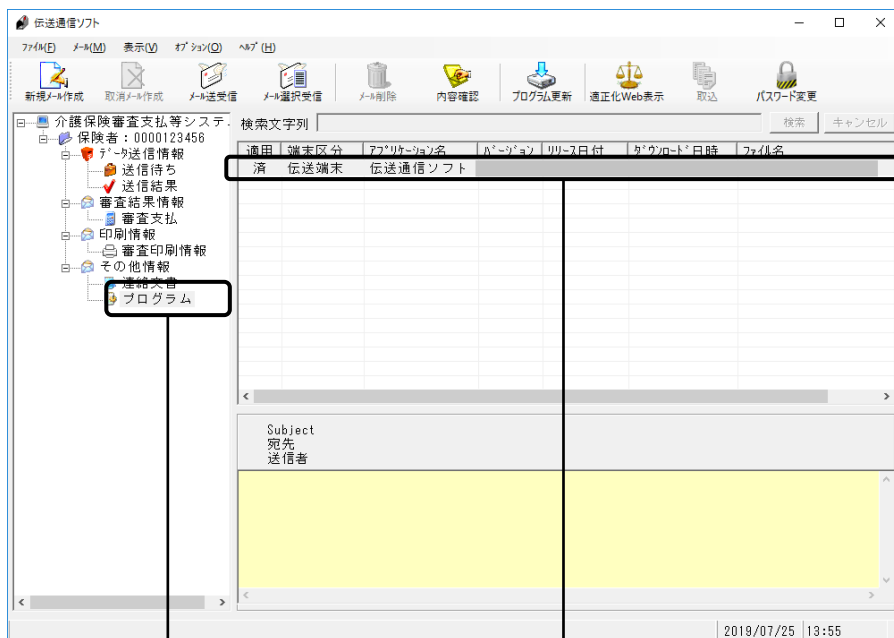 伝送通信ソフト
ﾌｧｲﾙ(F) ﾒｰﾙ(M) 表示(V) ｵﾌﾟｼｮﾝ(O) ﾍﾙﾌﾟ(H)
新規ﾒｰﾙ作成 取消ﾒｰﾙ作成 ﾒｰﾙ送受信 ﾒｰﾙ選択受信 ﾒｰﾙ削除 内容確認 ﾌﾟﾛｸﾞﾗﾑ更新 適正化Web表示 取込 ﾊﾟｽﾜｰﾄﾞ変更
介護保険審査支払等システ
保険者：0000123456
ﾃﾞｰﾀ送信情報
送信待ち
送信結果
審査結果情報
審査支払
印刷情報
審査印刷情報
その他情報
連絡文書
プログラム
検索文字列 検索 キャンセル
適用 端末区分 ｱﾌﾟﾘｹｰｼｮﾝ名 ﾊﾞｰｼﾞｮﾝ ﾘﾘｰｽ日付 ﾀﾞｳﾝﾛｰﾄﾞ日時 ﾌｧｲﾙ名
済 伝送端末 伝送通信ソフト
Subject
宛先
送信者
2019/07/25 13:55